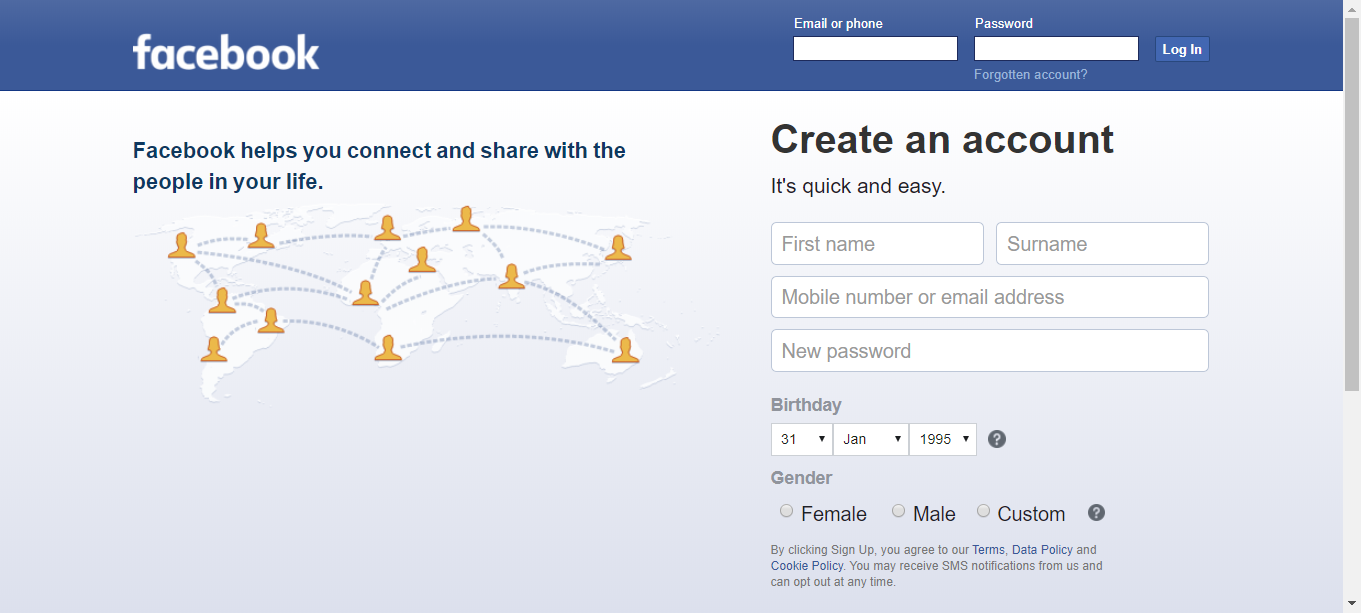 facebook
Email or phone
Password
Log In
Forgotten account?
Facebook helps you connect and share with the
people in your life.
Create an account
It's quick and easy.
First name
Surname
Mobile number or email address
New password
Birthday
31
Jan
1995
?
Gender
Female
Male
Custom
?
By clicking Sign Up, you agree to our Terms, Data Policy and
Cookie Policy. You may receive SMS notifications from us and
can opt out at any time.